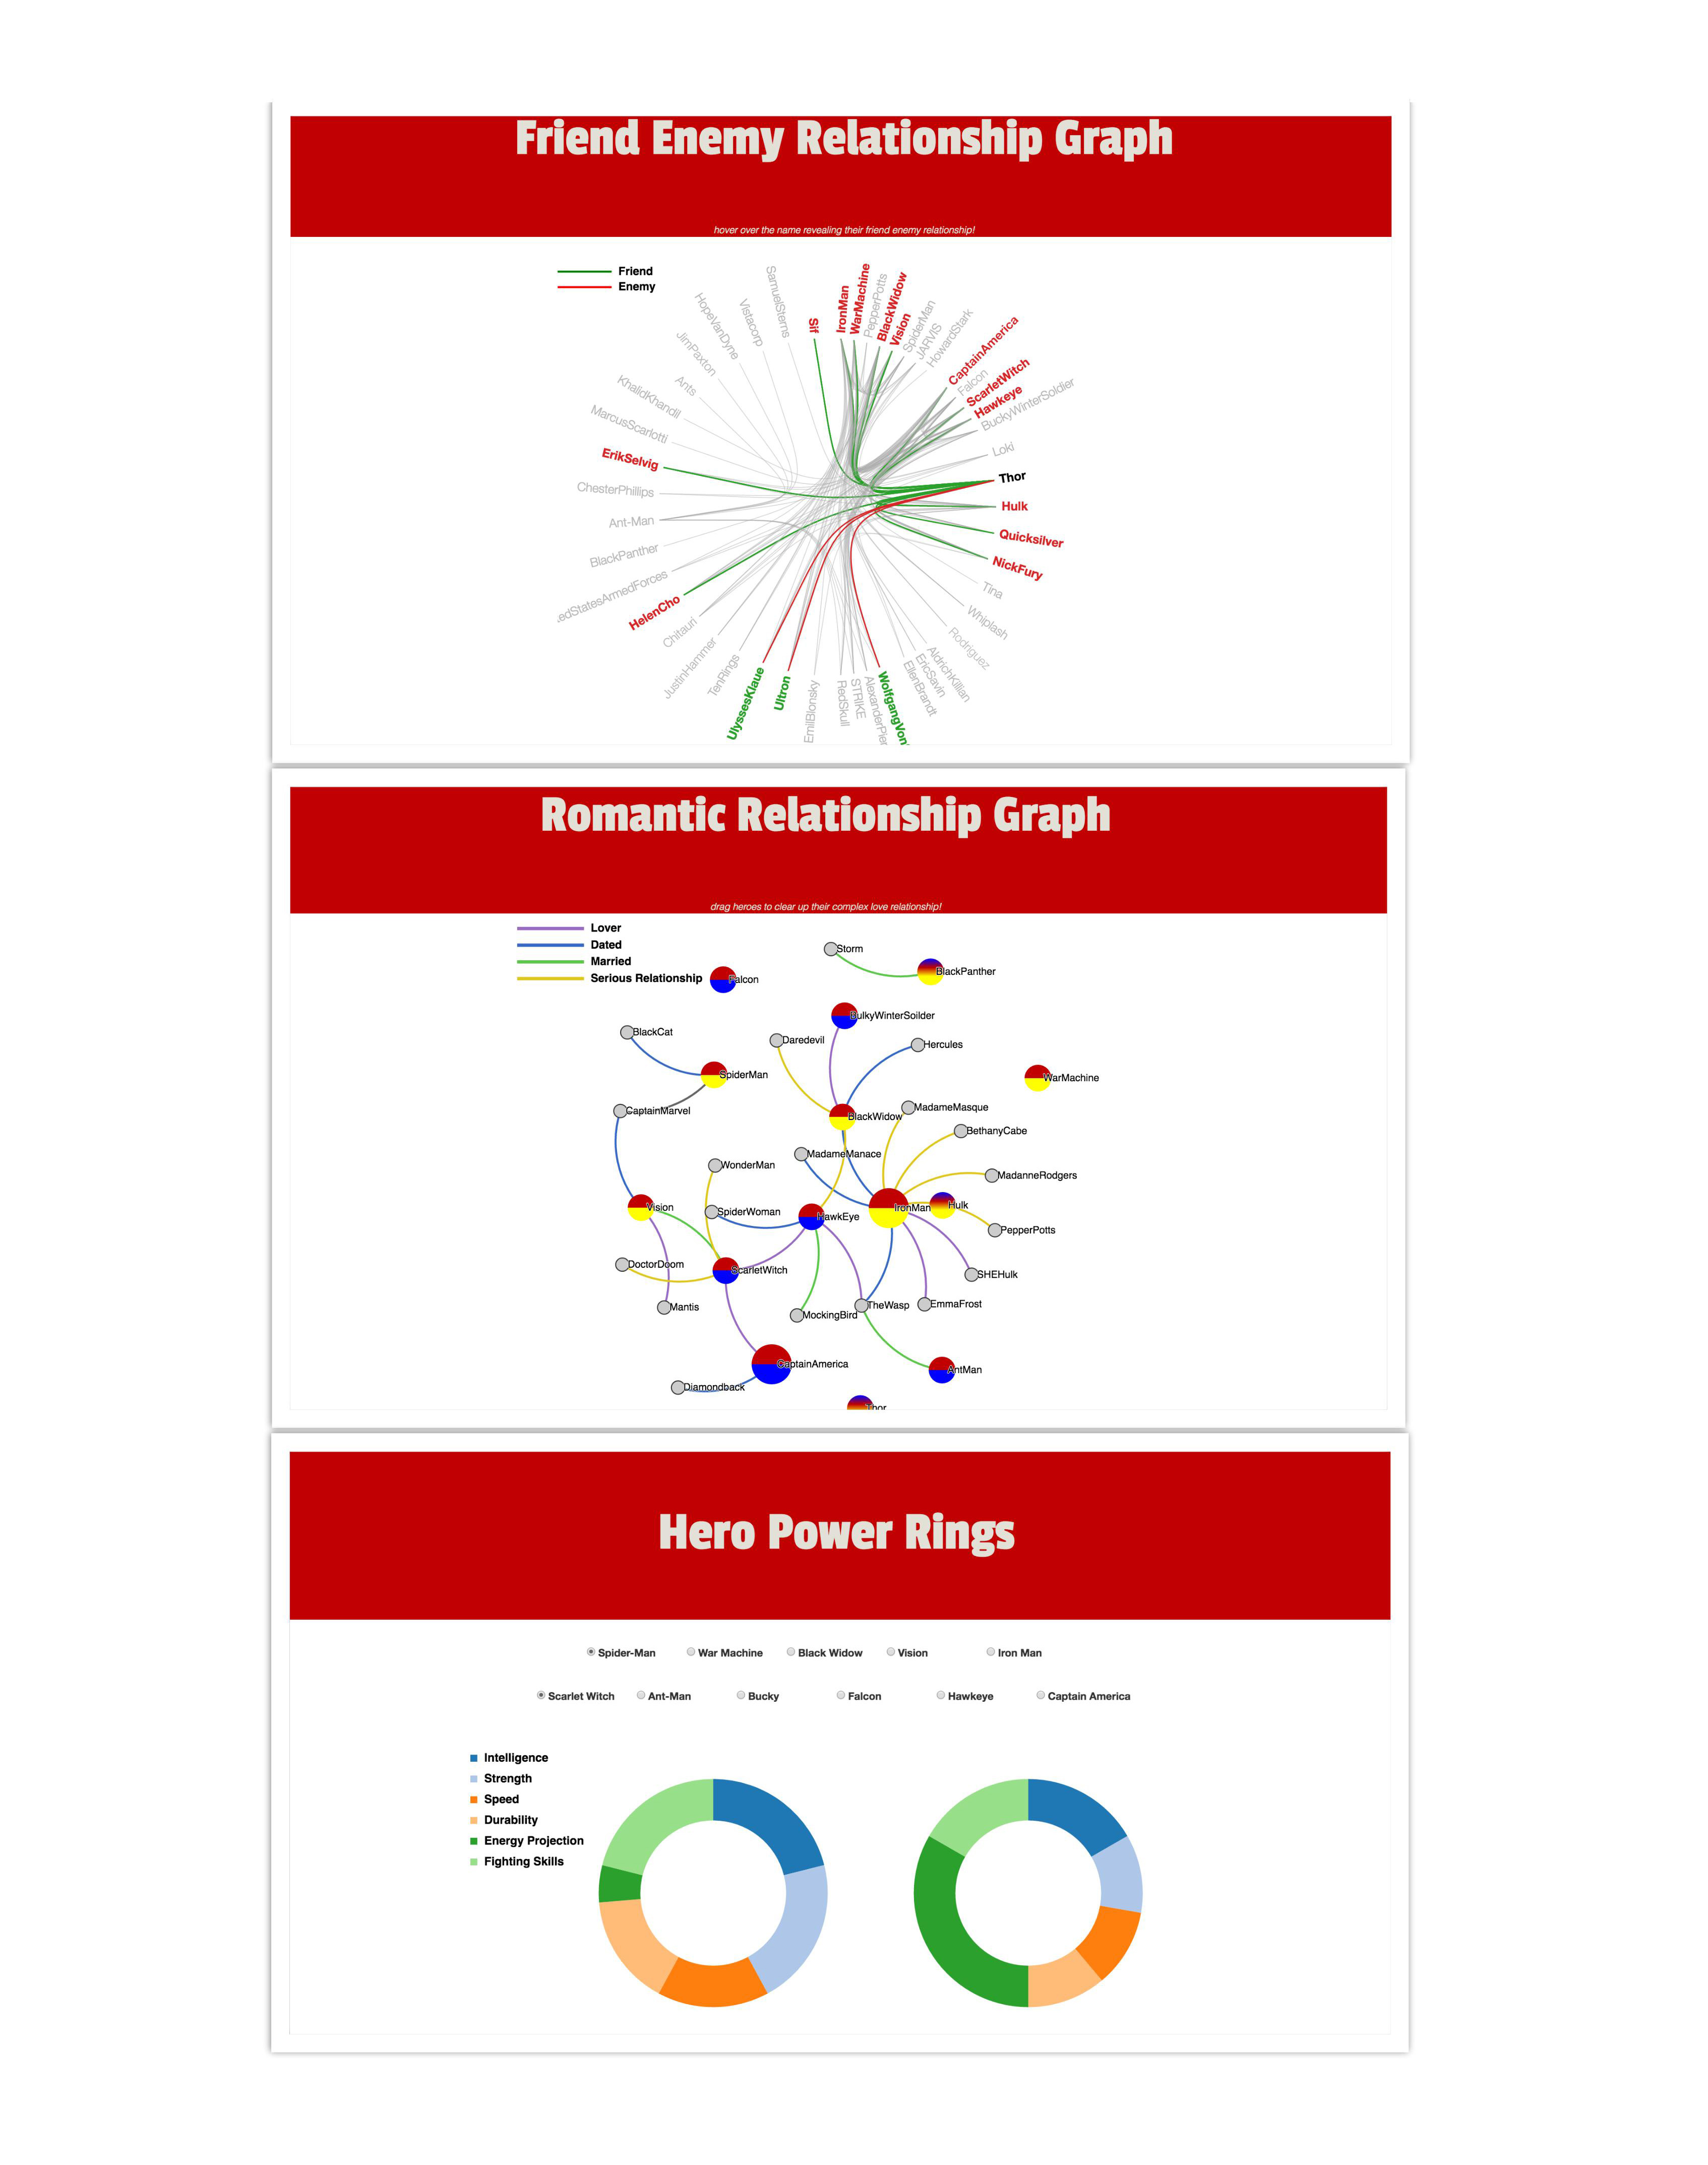 Friend Enemy Relationship Graph
hover over the name revealing their friend enemy relationship!
Friend
Enemy
SamuelSterns
Vistacorp
HopeVanDyne
JimPaxton
Ants
KhalidKhandil
MarcusScarlotti
ErikSelvig
ChesterPhillips
Ant-Man
BlackPanther
edStatesArmedForces
HelenCho
Chitauri
JustinHammer
TenRings
UlyssesKlaue
Ultron
EmilBlonsky
RedSkull
STRIKE
AlexanderPier
WolfgangVon
EllenBrandt
EricSavin
AldrichKillian
Rodriguez
Whiplash
Tina
NickFury
Quicksilver
Hulk
Thor
Loki
BuckyWinterSoldier
Hawkeye
ScarletWitch
Falcon
CaptainAmerica
HowardStark
JARVIS
SpiderMan
Vision
BlackWidow
PepperPotts
WarMachine
IronMan
Sif
Romantic Relationship Graph
drag heroes to clear up their complex love relationship!
Lover
Dated
Married
Serious Relationship
Storm
BlackPanther
Falcon
BulkyWinterSoilder
BlackCat
Daredevil
Hercules
SpiderMan
WarMachine
CaptainMarvel
BlackWidow
MadameMasque
BethanyCabe
MadameManace
WonderMan
MadanneRodgers
Vision
SpiderWoman
HawkEye
IronMan
Hulk
PepperPotts
DoctorDoom
ScarletWitch
SHEHulk
Mantis
MockingBird
TheWasp
EmmaFrost
CaptainAmerica
AntMan
Diamondback
Thor
Hero Power Rings
Spider-Man War Machine Black Widow Vision Iron Man
Scarlet Witch Ant-Man Bucky Falcon Hawkeye Captain America
Intelligence
Strength
Speed
Durability
Energy Projection
Fighting Skills